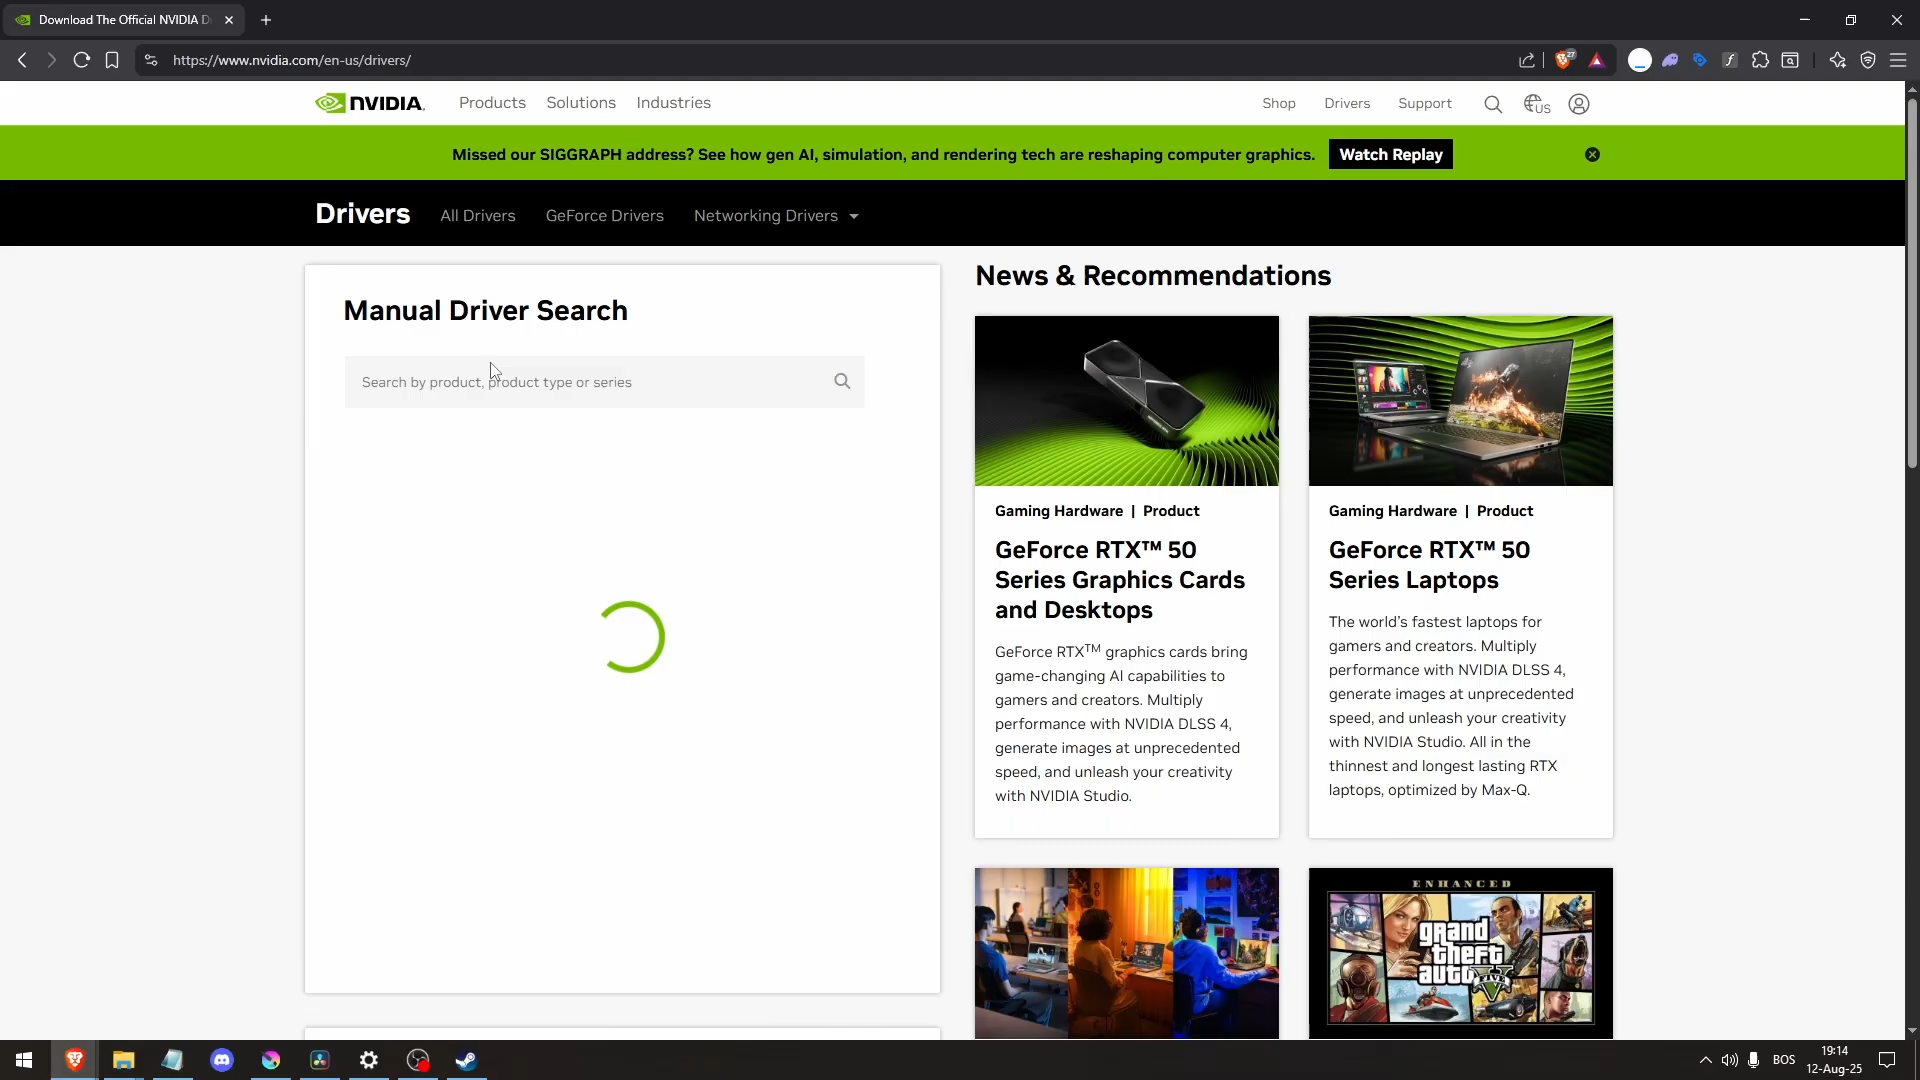 Download The Official NVIDIA D
https://www.nvidia.com/en-us/drivers/
27
NVIDIA.
Products
Solutions
Industries
Shop
Drivers
Support
US
Missed our SIGGRAPH address? See how gen AI, simulation, and rendering tech are reshaping computer graphics.
Watch Replay
Drivers
All Drivers
GeForce Drivers
Networking Drivers
Manual Driver Search
Search by product, product type or series
News & Recommendations
Gaming Hardware | Product
GeForce RTX™ 50
Series Graphics Cards
and Desktops
GeForce RTX™ graphics cards bring
game-changing AI capabilities to
gamers and creators. Multiply
performance with NVIDIA DLSS 4,
generate images at unprecedented
speed, and unleash your creativity
with NVIDIA Studio.
Gaming Hardware | Product
GeForce RTX™ 50
Series Laptops
The world's fastest laptops for
gamers and creators. Multiply
performance with NVIDIA DLSS 4,
generate images at unprecedented
speed, and unleash your creativity
with NVIDIA Studio. All in the
thinnest and longest lasting RTX
laptops, optimized by Max-Q.
ENHANCED
grand
theft
auto
FIVE
BOS
19:14
12-Aug-25